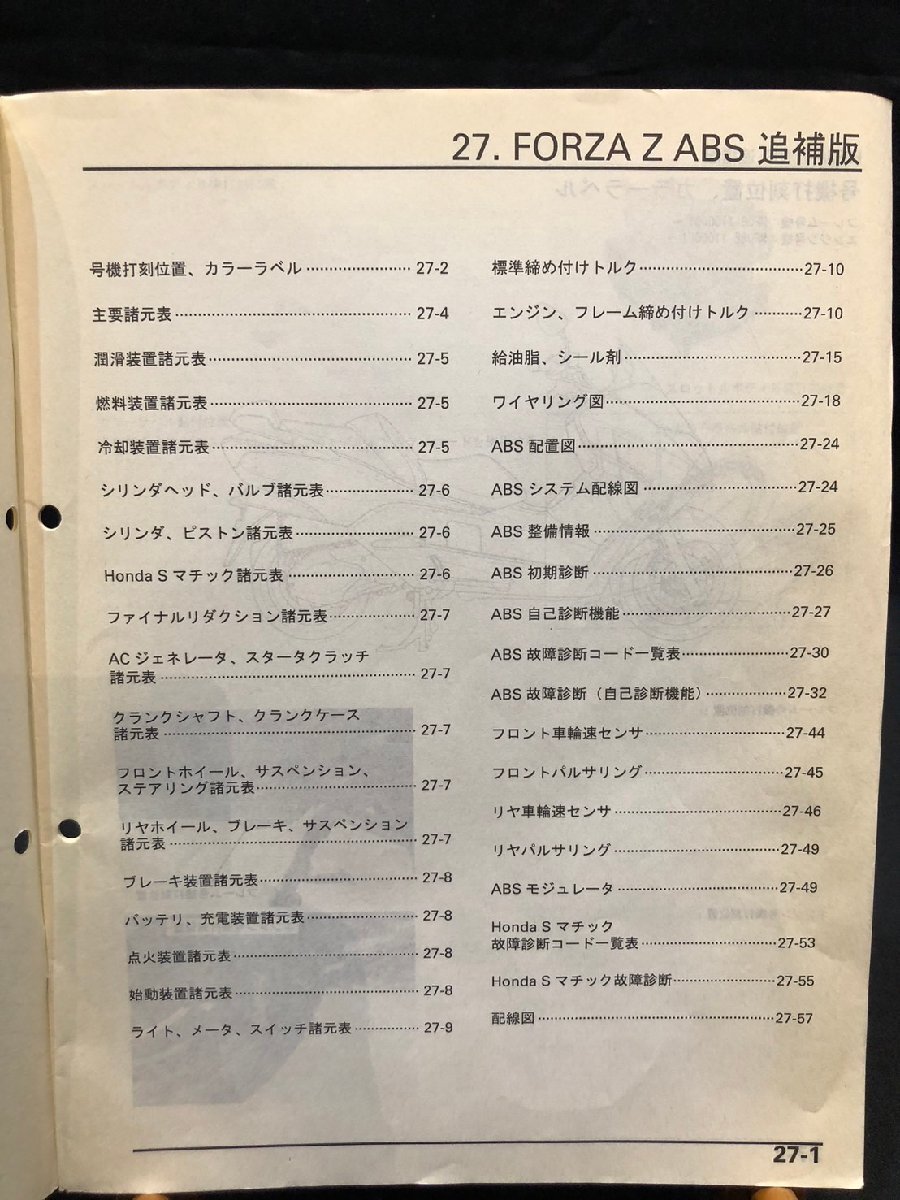 27. FORZA Z ABS 追補版
号機打刻位置、カラーラベル 27-2
主要諸元表 27-4
潤滑装置諸元表 27-5
燃料装置諸元表 27-5
冷却装置諸元表 27-5
シリンダヘッド、バルブ諸元表 27-6
シリンダ、ピストン諸元表 27-6
Honda S マチック諸元表 27-6
ファイナルリダクション諸元表 27-7
AC ジェネレータ、スタータクラッチ
諸元表 27-7
クランクシャフト、クランクケース
諸元表 27-7
フロントホイール、サスペンション、
ステアリング諸元表 27-7
リヤホイール、ブレーキ、サスペンション
諸元表 27-7
ブレーキ装置諸元表 27-8
バッテリ、充電装置諸元表 27-8
点火装置諸元表 27-8
始動装置諸元表 27-8
ライト、メータ、スイッチ諸元表 27-9
標準締め付けトルク 27-10
エンジン、フレーム締め付けトルク 27-10
給油脂、シール剤 27-15
ワイヤリング図 27-18
ABS 配置図 27-24
ABS システム配線図 27-24
ABS 整備情報 27-25
ABS 初期診断 27-26
ABS 自己診断機能 27-27
ABS 故障診断コード一覧表 27-30
ABS 故障診断（自己診断機能） 27-32
フロント車輪速センサ 27-44
フロントパルサリング 27-45
リヤ車輪速センサ 27-46
リヤパルサリング 27-49
ABS モジュレータ 27-49
Honda S マチック
故障診断コード一覧表 27-53
Honda S マチック故障診断 27-55
配線図 27-57
27-1